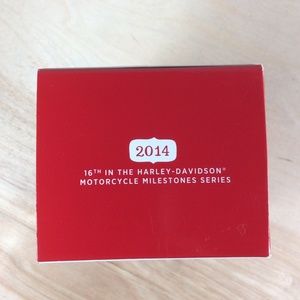 2014
16TH IN THE HARLEY-DAVIDSON®
MOTORCYCLE MILESTONES SERIES